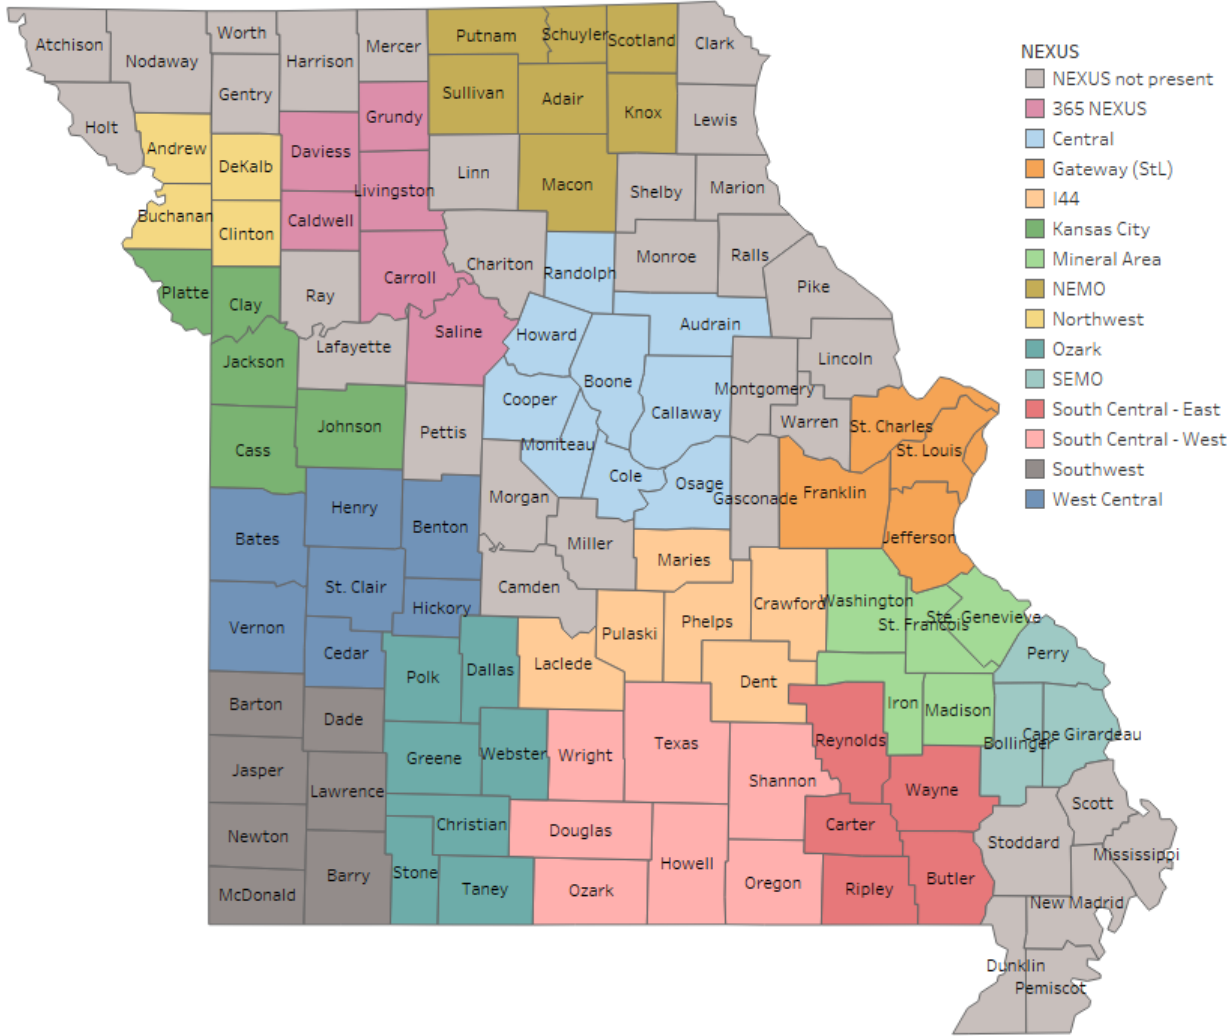 Atchison
Nodaway
Worth
Harrison
Mercer
Putnam
Schuyler
Scotland
Clark
Gentry
Holt
Andrew
DeKalb
Daviess
Grundy
Sullivan
Adair
Knox
Lewis
Buchanan
Clinton
Caldwell
Livingston
Linn
Macon
Shelby
Marion
Platte
Clay
Ray
Carroll
Chariton
Randolph
Monroe
Ralls
Pike
Jackson
Lafayette
Saline
Howard
Boone
Audrain
Callaway
Montgomery
Lincoln
Warren
St. Charles
St. Louis
Cass
Johnson
Pettis
Cooper
Moniteau
Cole
Osage
Gasconade
Franklin
Jefferson
Bates
Henry
Benton
Morgan
Miller
Maries
Camden
Vernon
St. Clair
Hickory
Cedar
Pulaski
Phelps
Crawford
Washington
St. Francois
Ste. Genevieve
Perry
Barton
Dade
Polk
Dallas
Laclede
Dent
Iron
Madison
Bollinger
Cape Girardeau
Jasper
Lawrence
Greene
Webster
Wright
Texas
Shannon
Reynolds
Wayne
Newton
McDonald
Barry
Christian
Stone
Taney
Douglas
Ozark
Howell
Oregon
Carter
Ripley
Butler
Stoddard
Scott
Mississippi
New Madrid
Dunklin
Pemiscot
NEXUS
NEXUS not present
365 NEXUS
Central
Gateway (StL)
I44
Kansas City
Mineral Area
NEMO
Northwest
Ozark
SEMO
South Central - East
South Central - West
Southwest
West Central